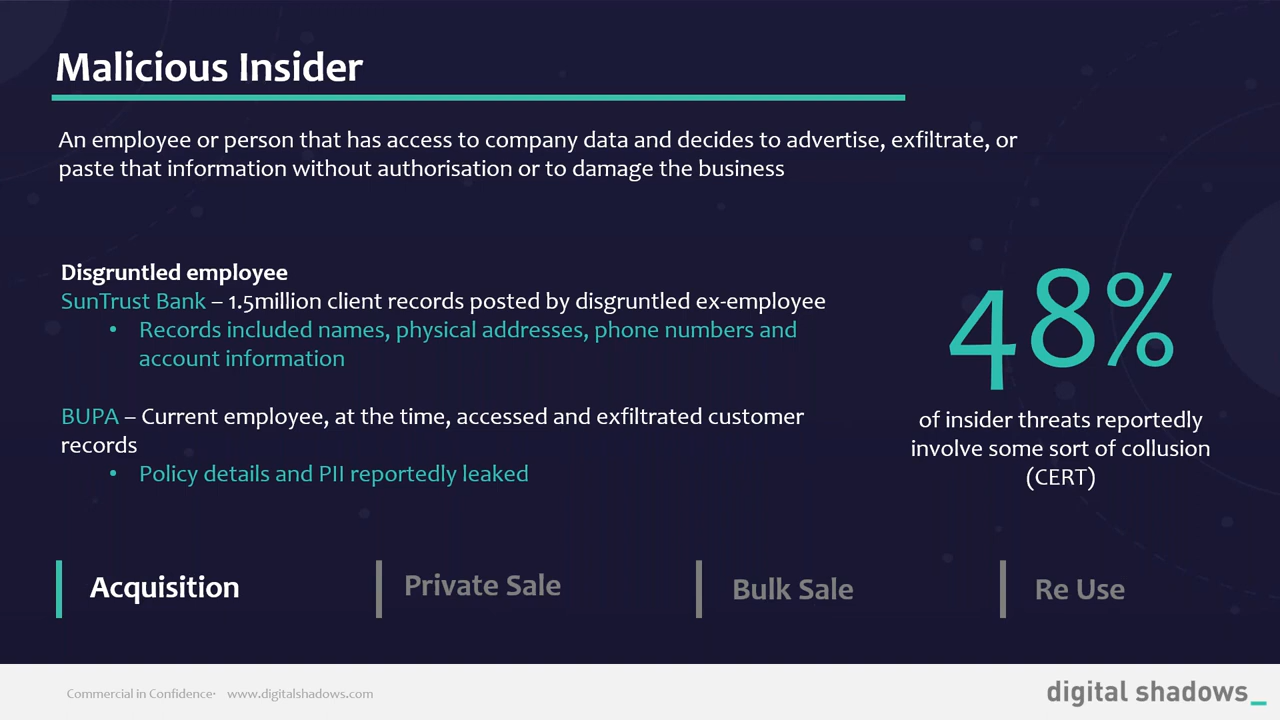 Malicious Insider
An employee or person that has access to company data and decides to advertise, exfiltrate, or
paste that information without authorisation or to damage the business
Disgruntled employee
SunTrust Bank – 1.5million client records posted by disgruntled ex-employee
• Records included names, physical addresses, phone numbers and
account information
BUPA – Current employee, at the time, accessed and exfiltrated customer
records
• Policy details and PII reportedly leaked
48%
of insider threats reportedly
involve some sort of collusion
(CERT)
Acquisition
Private Sale
Bulk Sale
Re Use
Commercial in Confidence· www.digitalshadows.com
digital shadows_